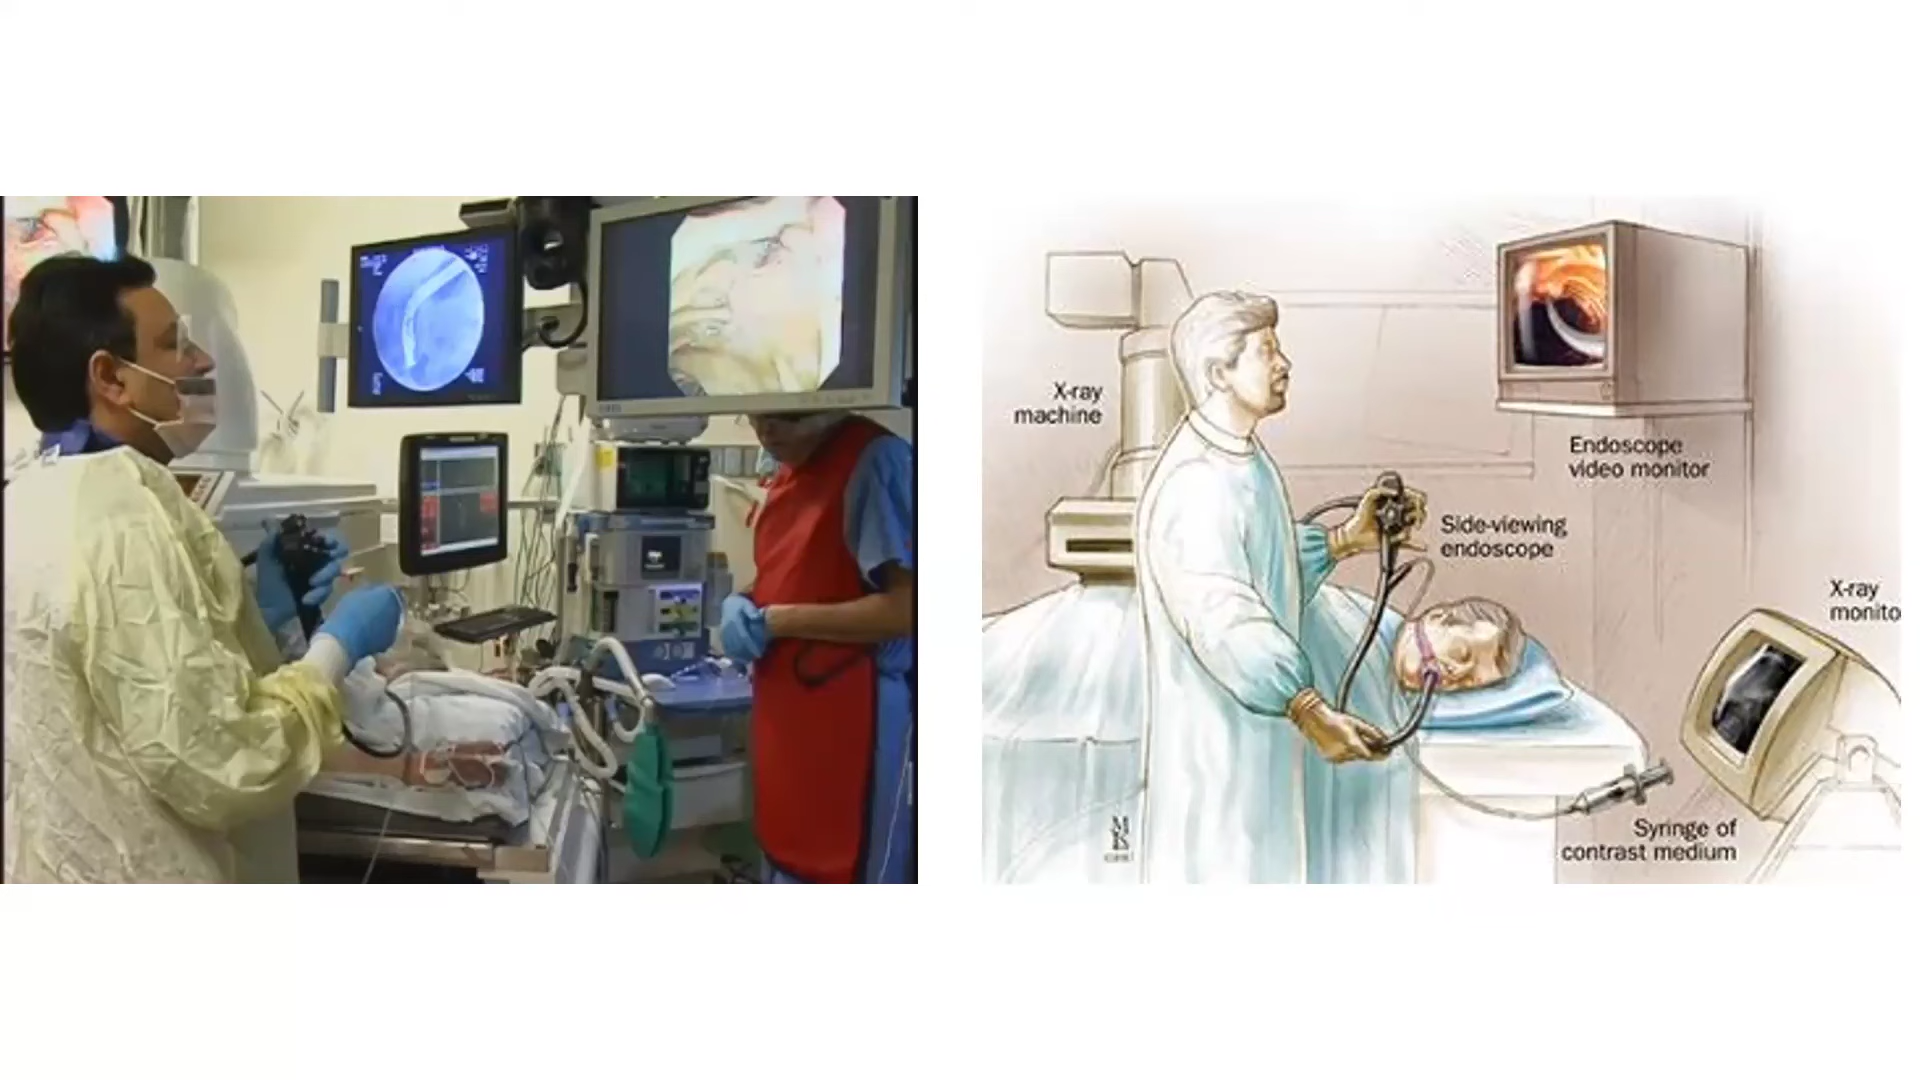 X-ray
machine
Endoscope
video monitor
Side-viewing
endoscope
X-ray
monito
Syringe of
contrast medium